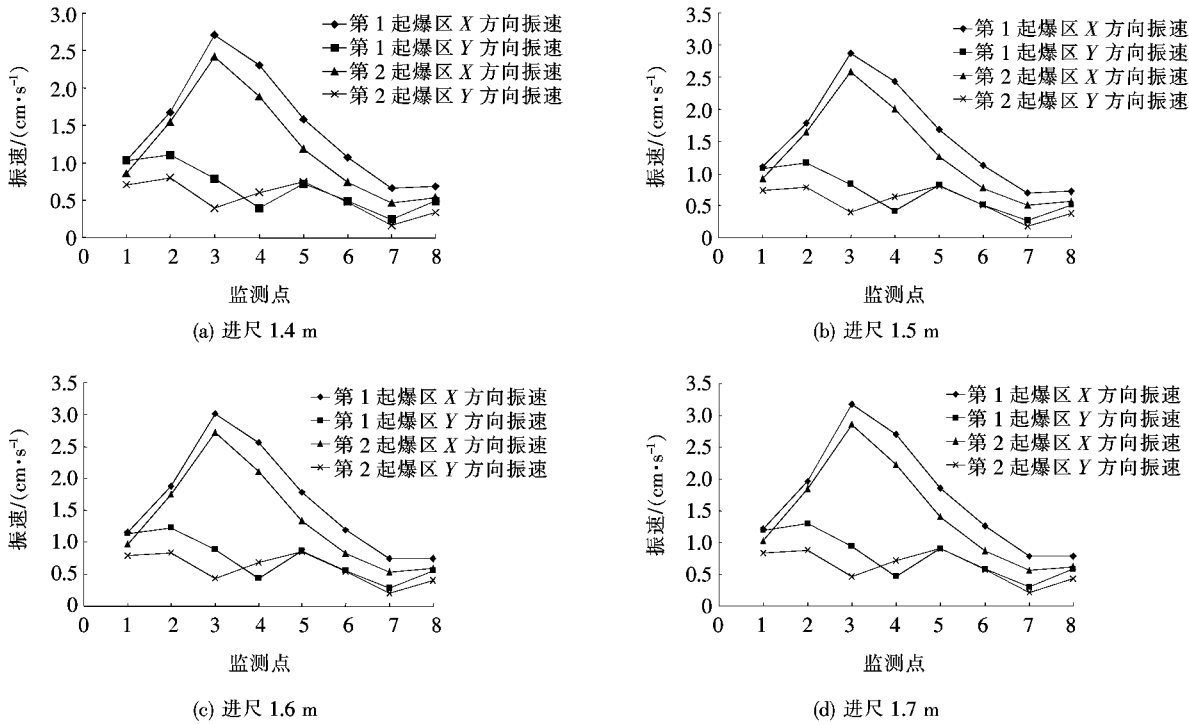 3.0
2.5
2.0
1.5
1.0
0.5
0
振速/(cm·s⁻¹)
第 1 起爆区 X 方向振速
第 1 起爆区 Y 方向振速
第 2 起爆区 X 方向振速
第 2 起爆区 Y 方向振速
0 1 2 3 4 5 6 7 8
监测点
(a) 进尺 1.4 m
3.5
3.0
2.5
2.0
1.5
1.0
0.5
0
振速/(cm·s⁻¹)
第 1 起爆区 X 方向振速
第 1 起爆区 Y 方向振速
第 2 起爆区 X 方向振速
第 2 起爆区 Y 方向振速
0 1 2 3 4 5 6 7 8
监测点
(b) 进尺 1.5 m
3.5
3.0
2.5
2.0
1.5
1.0
0.5
0
振速/(cm·s⁻¹)
第 1 起爆区 X 方向振速
第 1 起爆区 Y 方向振速
第 2 起爆区 X 方向振速
第 2 起爆区 Y 方向振速
0 1 2 3 4 5 6 7 8
监测点
(c) 进尺 1.6 m
3.5
3.0
2.5
2.0
1.5
1.0
0.5
0
振速/(cm·s⁻¹)
第 1 起爆区 X 方向振速
第 1 起爆区 Y 方向振速
第 2 起爆区 X 方向振速
第 2 起爆区 Y 方向振速
0 1 2 3 4 5 6 7 8
监测点
(d) 进尺 1.7 m